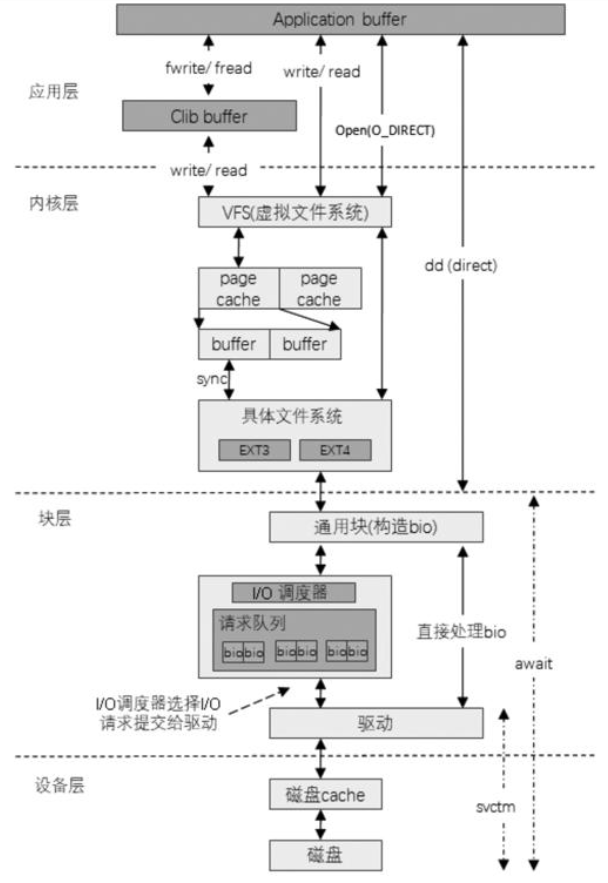 Application buffer
fwrite/ fread
write/ read
应用层
Clib buffer
Open(O_DIRECT)
write/ read
内核层
VFS(虚拟文件系统)
dd (direct)
page
cache
page
cache
buffer
buffer
sync
具体文件系统
EXT3
EXT4
块层
通用块(构造bio)
I/O 调度器
请求队列
bio
bio
bio
bio
bio
bio
直接处理bio
await
I/O调度器选择I/O
请求提交给驱动
驱动
设备层
磁盘cache
svctm
磁盘